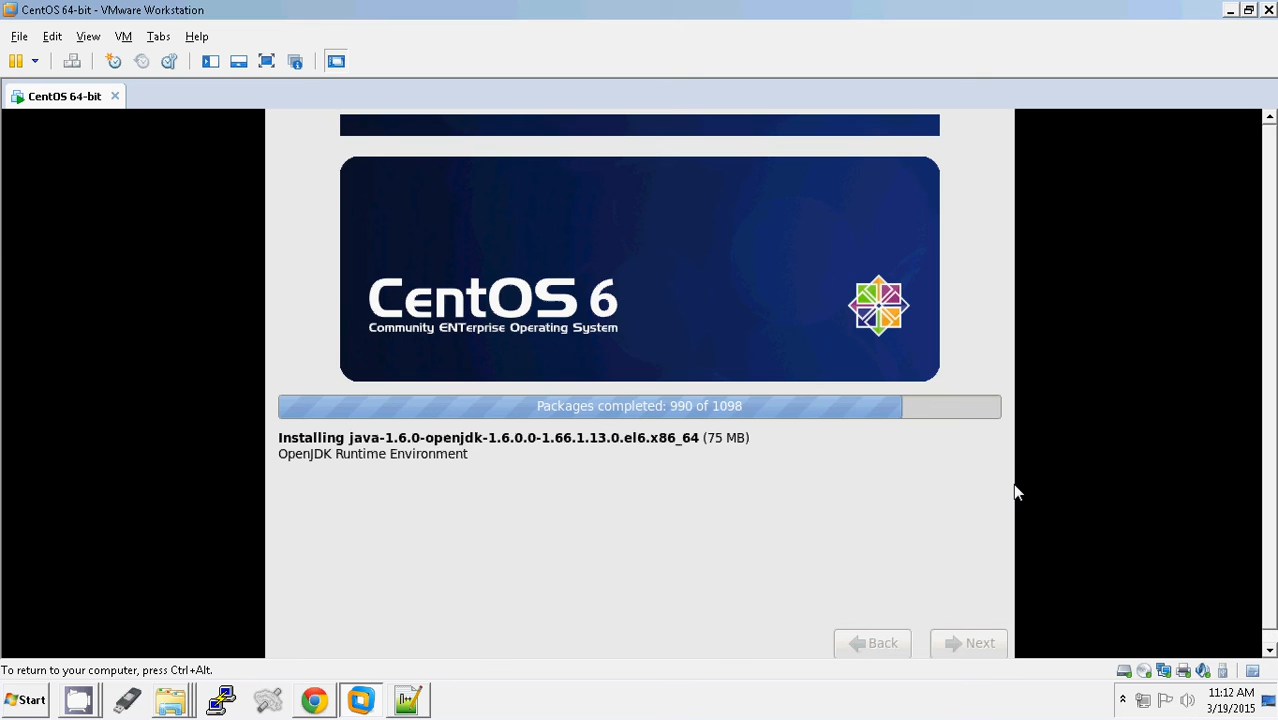 CentOS 64-bit - VMware Workstation
File Edit View VM Tabs Help
CentOS 64-bit
CentOS 6
Community ENTerprise Operating System
Packages completed: 990 of 1098
Installing java-1.6.0-openjdk-1.6.0.0-1.66.1.13.0.el6.x86_64 (75 MB)
OpenJDK Runtime Environment
Back Next
To return to your computer, press Ctrl+Alt.
Start
11:12 AM
3/19/2015